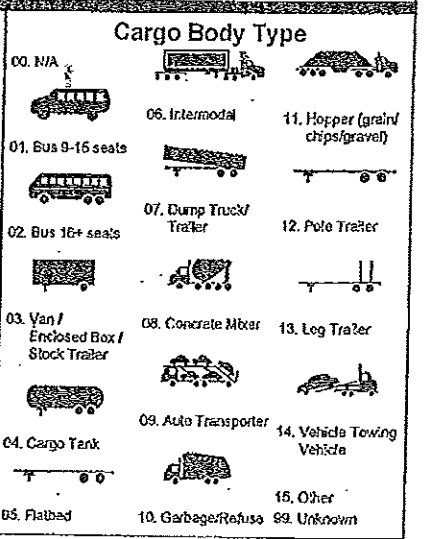 Cargo Body Type
00. N/A
01. Bus 9-15 seats
02. Bus 16+ seats
03. Van /
Enclosed Box /
Stock Trailer
04. Cargo Tank
05. Flatbed
06. Intermodal
07. Dump Truck/
Trailer
08. Concrete Mixer
09. Auto Transporter
10. Garbage/Refuse
11. Hopper (grain/
chips/gravel)
12. Pole Trailer
13. Log Trailer
14. Vehicle Towing
Vehicle
15. Other
99. Unknown